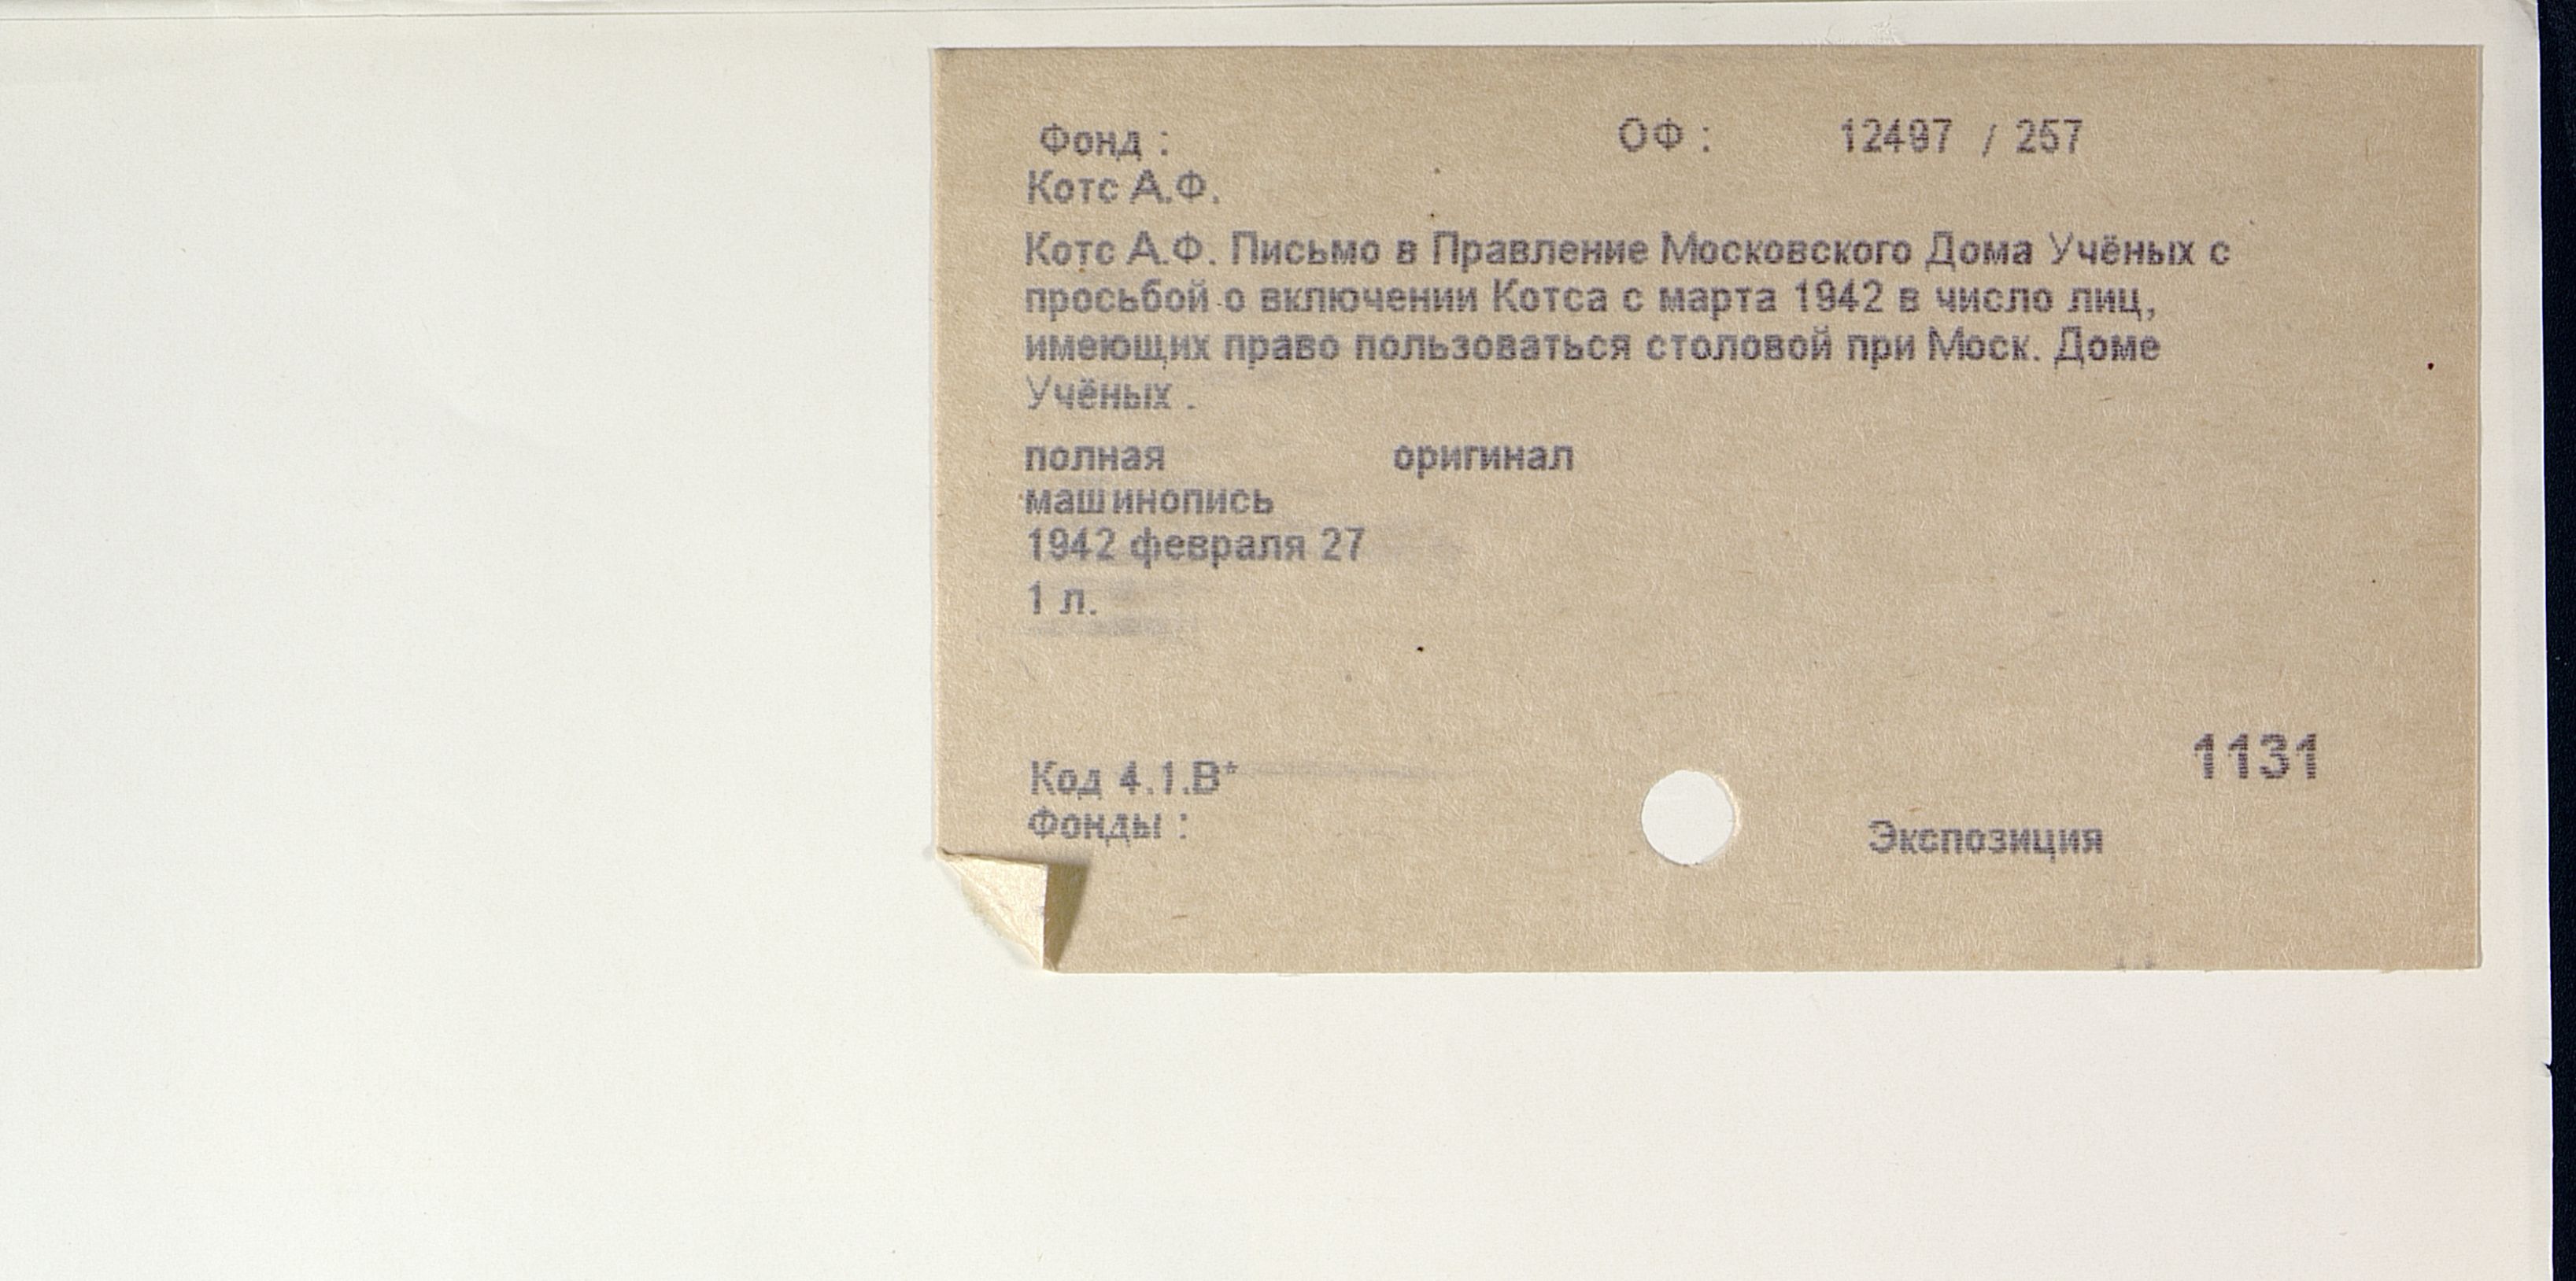 Фонд : ОФ : 12497 / 257
Котс А.Ф.
Котс А.Ф. Письмо в Правление Московского Дома Учёных с
просьбой о включении Котса с марта 1942 в число лиц,
имеющих право пользоваться столовой при Моск. Доме
Учёных .
полная оригинал
машинопись
1942 февраля 27
1 л.
1131
Код 4.1.В*
Фонды :
Экспозиция